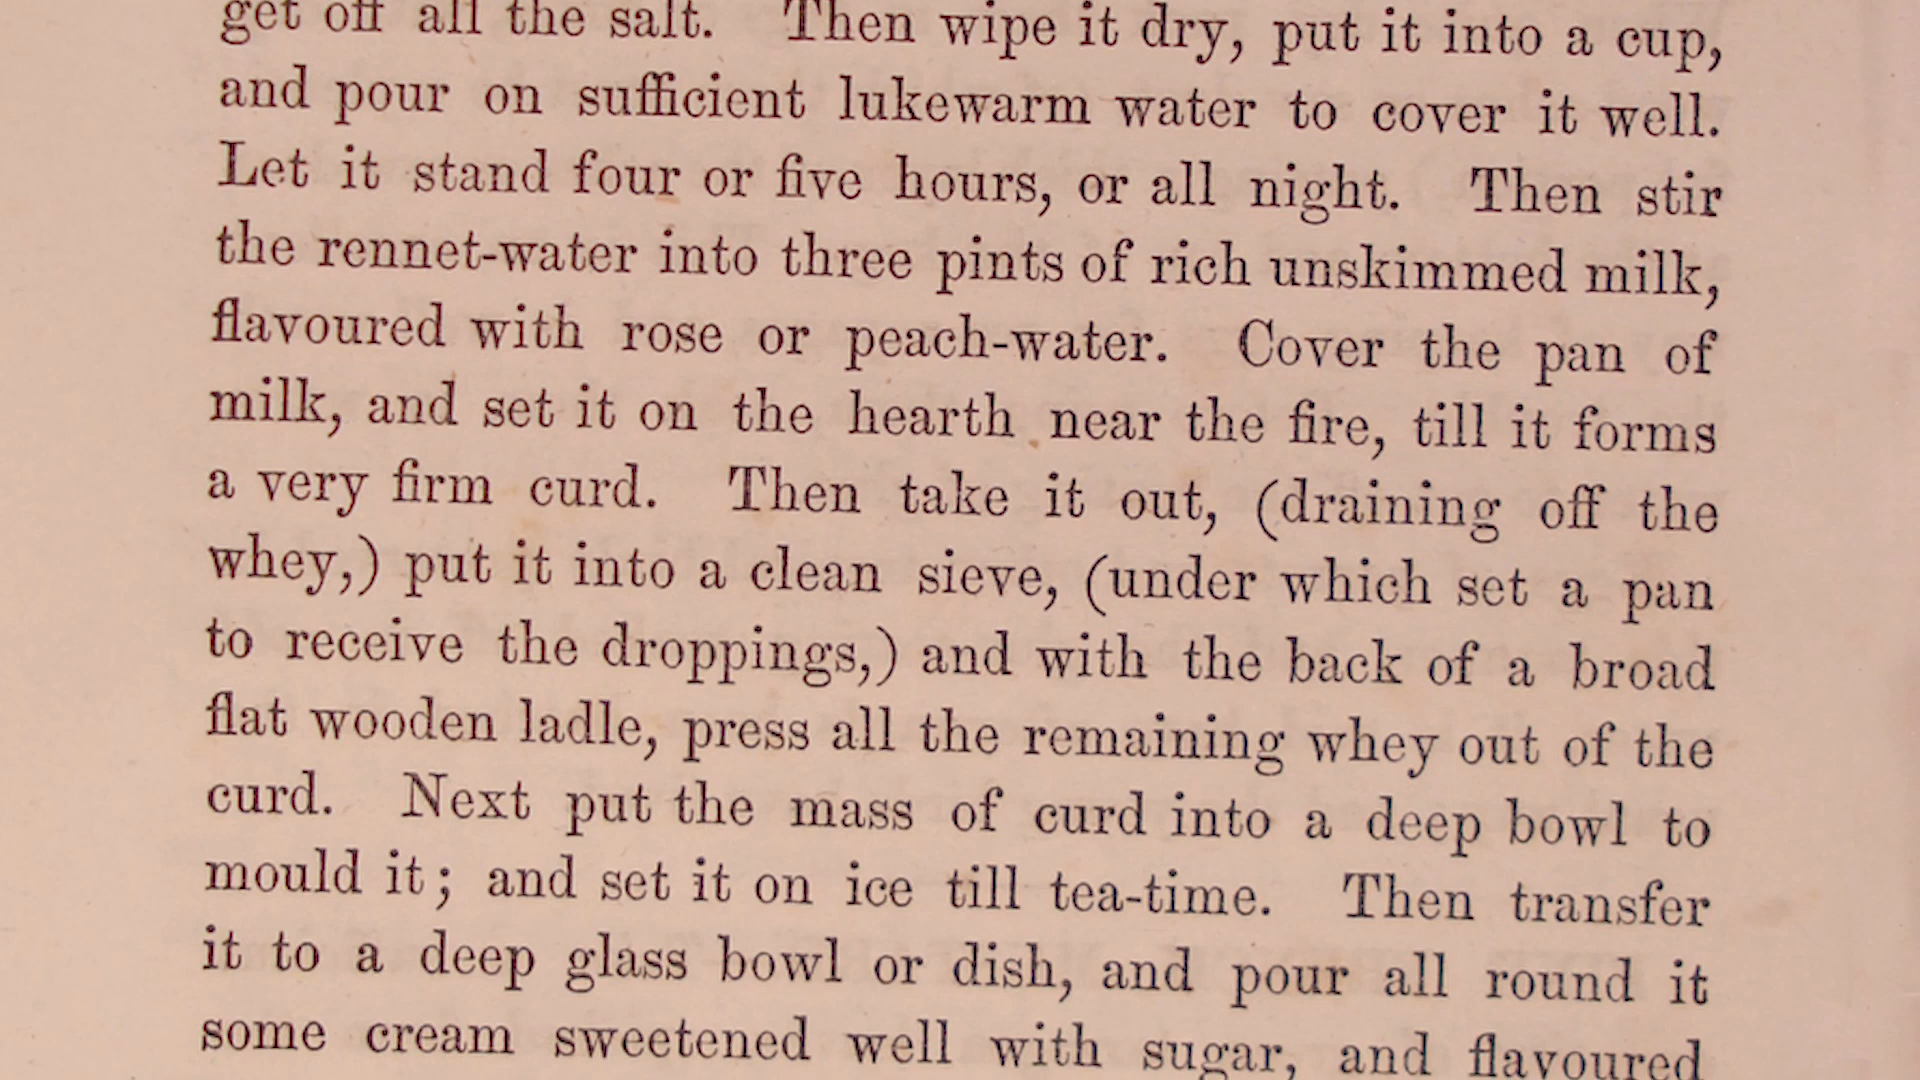 get off all the salt. Then wipe it dry, put it into a cup,
and pour on sufficient lukewarm water to cover it well.
Let it stand four or five hours, or all night. Then stir
the rennet-water into three pints of rich unskimmed milk,
flavoured with rose or peach-water. Cover the pan of
milk, and set it on the hearth near the fire, till it forms
a very firm curd. Then take it out, (draining off the
whey,) put it into a clean sieve, (under which set a pan
to receive the droppings,) and with the back of a broad
flat wooden ladle, press all the remaining whey out of the
curd. Next put the mass of curd into a deep bowl to
mould it; and set it on ice till tea-time. Then transfer
it to a deep glass bowl or dish, and pour all round it
some cream sweetened well with sugar, and flavoured